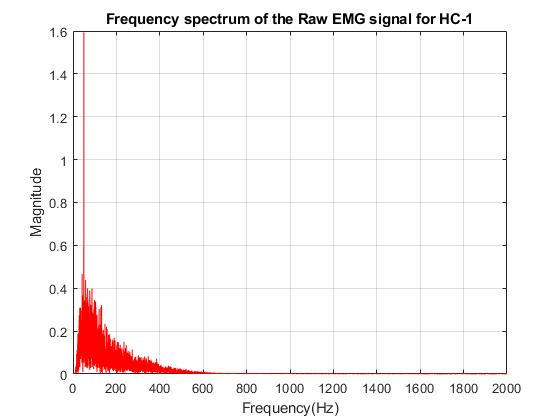 Frequency spectrum of the Raw EMG signal for HC-1
1.6
1.4
1.2
1
0.8
0.6
0.4
0.2
0
Magnitude
0 200 400 600 800 1000 1200 1400 1600 1800 2000
Frequency(Hz)